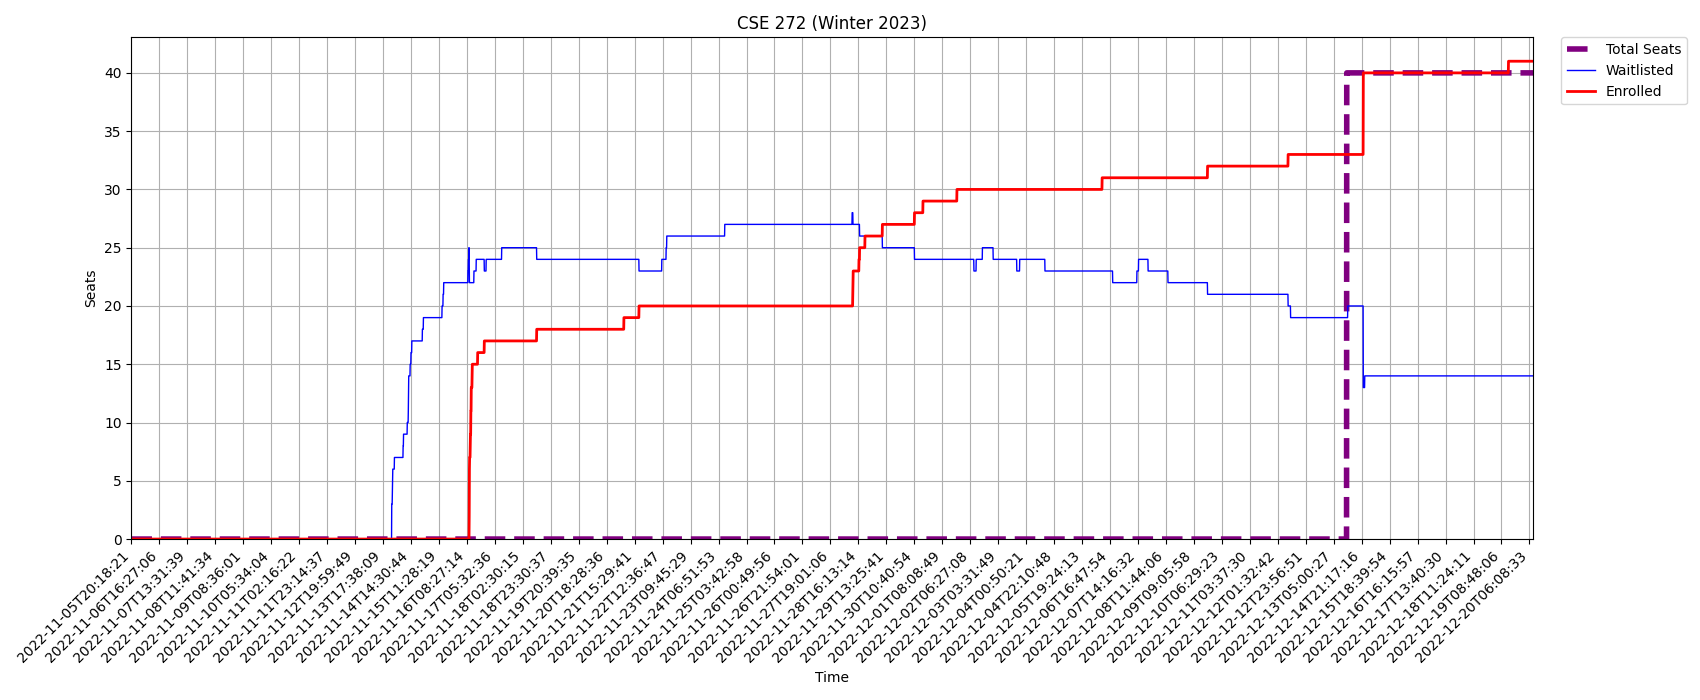 CSE 272 (Winter 2023)
Total Seats
Waitlisted
Enrolled
40
35
30
25
20
15
10
5
0
Seats
2022-11-05T20:18:21
2022-11-06T16:27:06
2022-11-07T13:31:39
2022-11-08T11:41:34
2022-11-09T08:36:01
2022-11-10T05:34:04
2022-11-11T02:16:22
2022-11-11T23:14:37
2022-11-12T19:59:49
2022-11-13T17:38:09
2022-11-14T14:30:44
2022-11-15T11:28:19
2022-11-16T08:27:14
2022-11-17T05:32:36
2022-11-18T02:30:15
2022-11-18T23:30:37
2022-11-19T20:39:35
2022-11-20T18:28:36
2022-11-21T15:29:41
2022-11-22T12:36:47
2022-11-23T09:45:29
2022-11-24T06:51:53
2022-11-25T03:42:58
2022-11-26T00:49:56
2022-11-26T21:54:01
2022-11-27T19:01:06
2022-11-28T16:13:14
2022-11-29T13:25:41
2022-11-30T10:40:54
2022-12-01T08:08:49
2022-12-02T06:27:08
2022-12-03T03:31:49
2022-12-04T00:50:21
2022-12-04T22:10:48
2022-12-05T19:24:13
2022-12-06T16:47:54
2022-12-07T14:16:32
2022-12-08T11:44:06
2022-12-09T09:05:58
2022-12-10T06:29:23
2022-12-11T03:37:30
2022-12-12T01:32:42
2022-12-12T23:56:51
2022-12-13T05:00:27
2022-12-14T21:17:16
2022-12-15T18:39:54
2022-12-16T16:15:57
2022-12-17T13:40:30
2022-12-18T11:24:11
2022-12-19T08:48:06
2022-12-20T06:08:33
Time